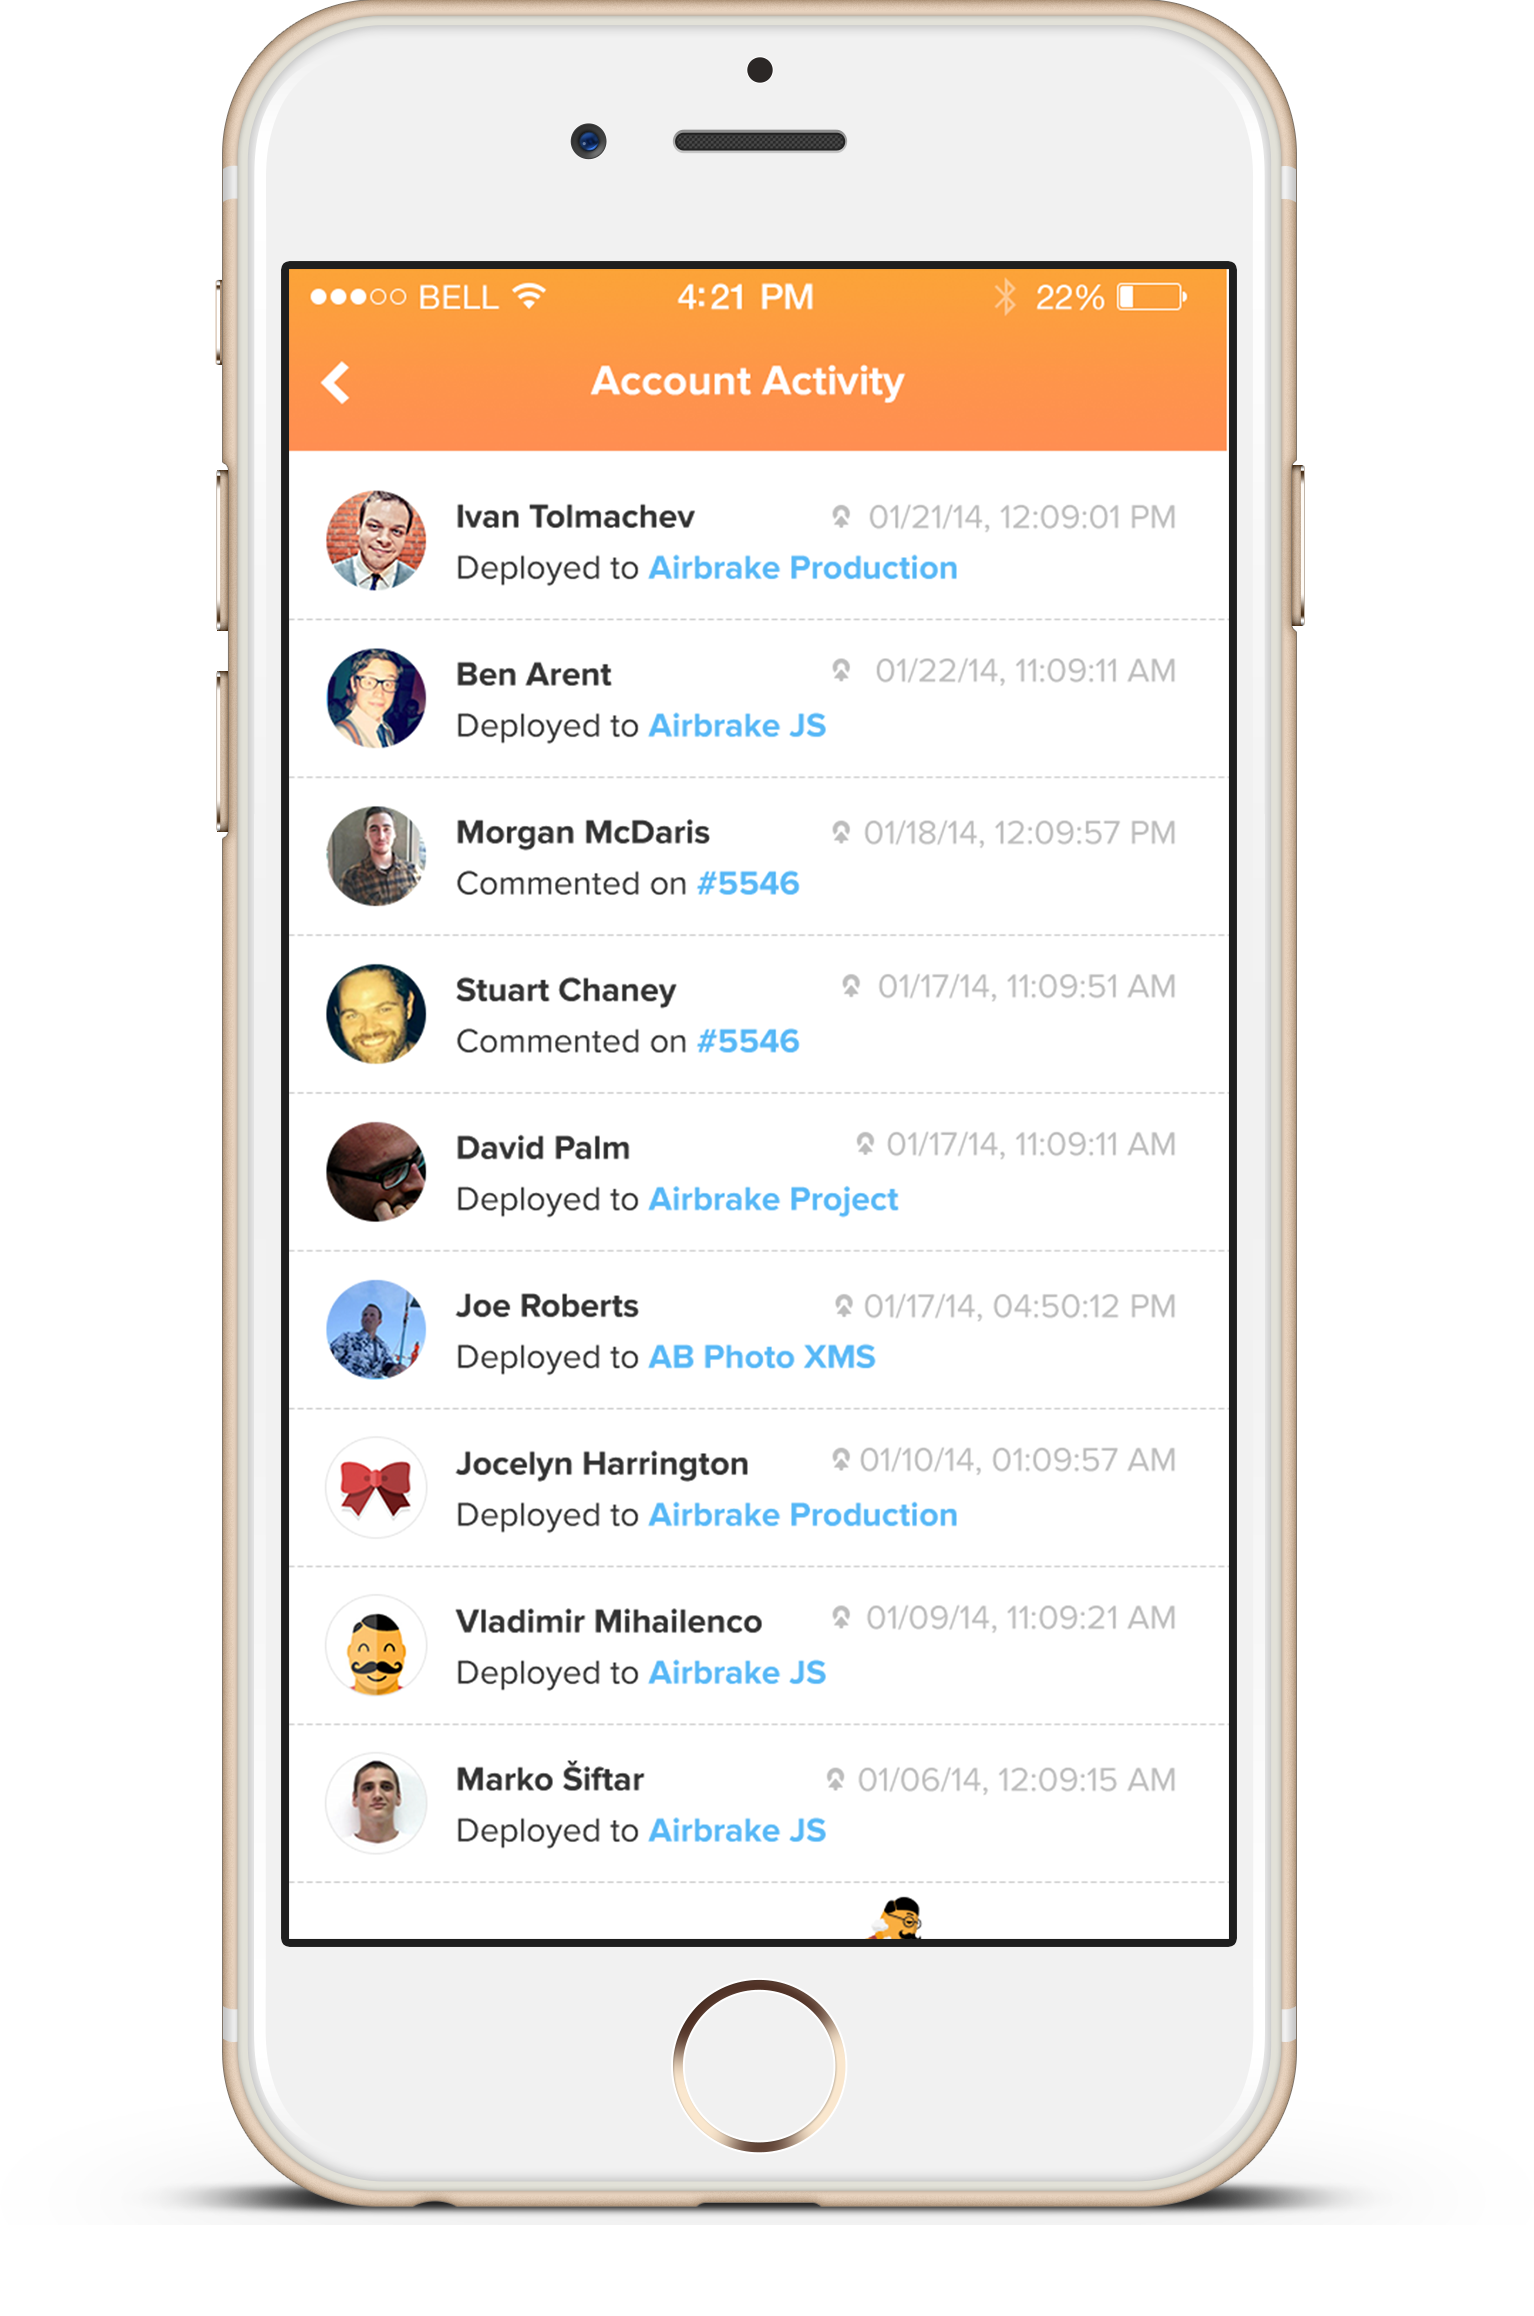 BELL 4:21 PM 22%
Account Activity
Ivan Tolmachev 01/21/14, 12:09:01 PM
Deployed to Airbrake Production
Ben Arent 01/22/14, 11:09:11 AM
Deployed to Airbrake JS
Morgan McDaris 01/18/14, 12:09:57 PM
Commented on #5546
Stuart Chaney 01/17/14, 11:09:51 AM
Commented on #5546
David Palm 01/17/14, 11:09:11 AM
Deployed to Airbrake Project
Joe Roberts 01/17/14, 04:50:12 PM
Deployed to AB Photo XMS
Jocelyn Harrington 01/10/14, 01:09:57 AM
Deployed to Airbrake Production
Vladimir Mihailenco 01/09/14, 11:09:21 AM
Deployed to Airbrake JS
Marko Šiftar 01/06/14, 12:09:15 AM
Deployed to Airbrake JS